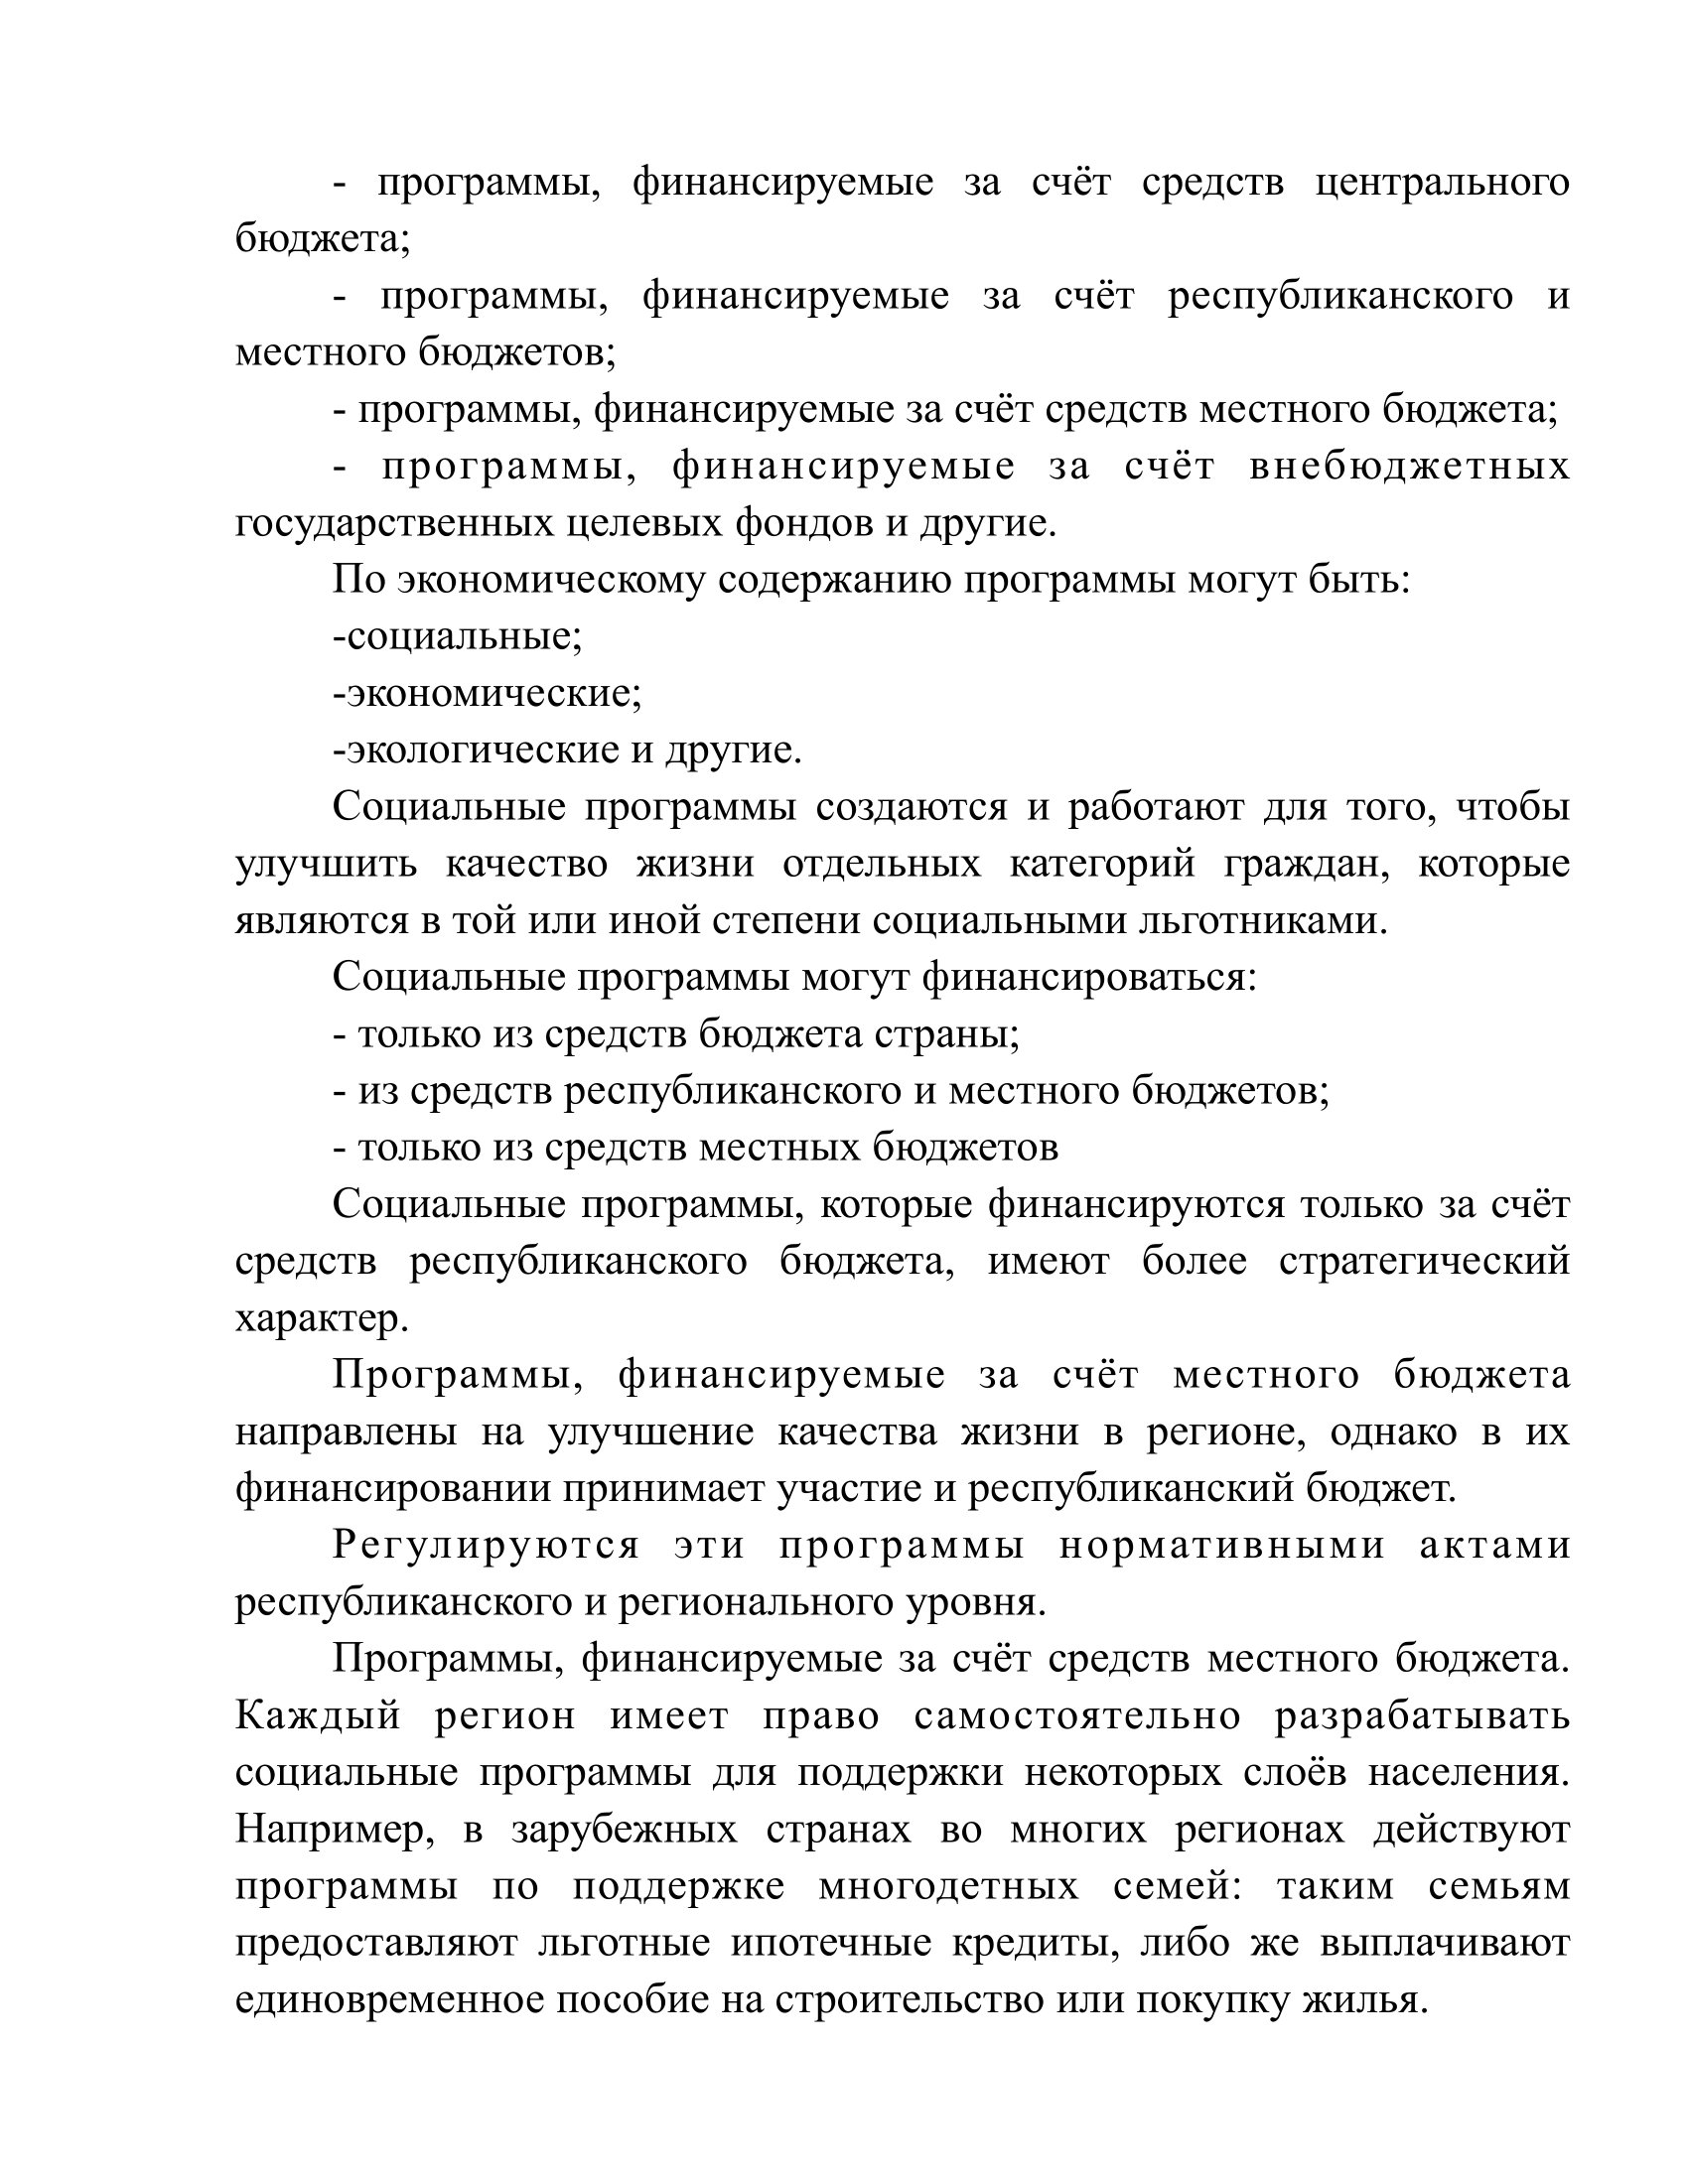 - программы, финансируемые за счёт средств центрального
бюджета;
- программы, финансируемые за счёт республиканского и
местного бюджетов;
- программы, финансируемые за счёт средств местного бюджета;
- программы, финансируемые за счёт внебюджетных
государственных целевых фондов и другие.
По экономическому содержанию программы могут быть:
-социальные;
-экономические;
-экологические и другие.
Социальные программы создаются и работают для того, чтобы
улучшить качество жизни отдельных категорий граждан, которые
являются в той или иной степени социальными льготниками.
Социальные программы могут финансироваться:
- только из средств бюджета страны;
- из средств республиканского и местного бюджетов;
- только из средств местных бюджетов
Социальные программы, которые финансируются только за счёт
средств республиканского бюджета, имеют более стратегический
характер.
Программы, финансируемые за счёт местного бюджета
направлены на улучшение качества жизни в регионе, однако в их
финансировании принимает участие и республиканский бюджет.
Регулируются эти программы нормативными актами
республиканского и регионального уровня.
Программы, финансируемые за счёт средств местного бюджета.
Каждый регион имеет право самостоятельно разрабатывать
социальные программы для поддержки некоторых слоёв населения.
Например, в зарубежных странах во многих регионах действуют
программы по поддержке многодетных семей: таким семьям
предоставляют льготные ипотечные кредиты, либо же выплачивают
единовременное пособие на строительство или покупку жилья.